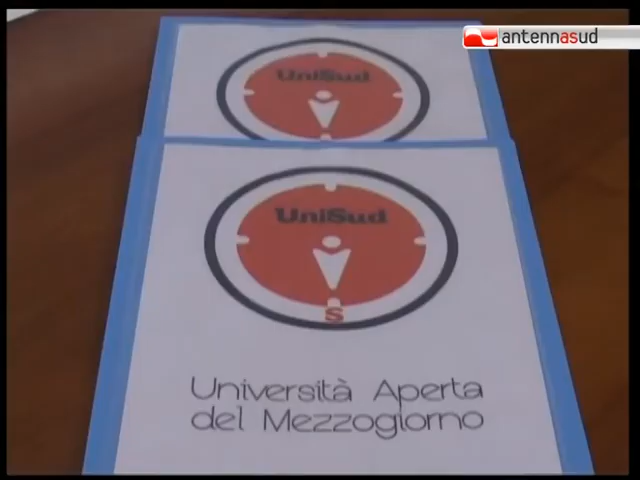 antennasud
UniSud
UniSud
S
Università Aperta
del Mezzogiorno